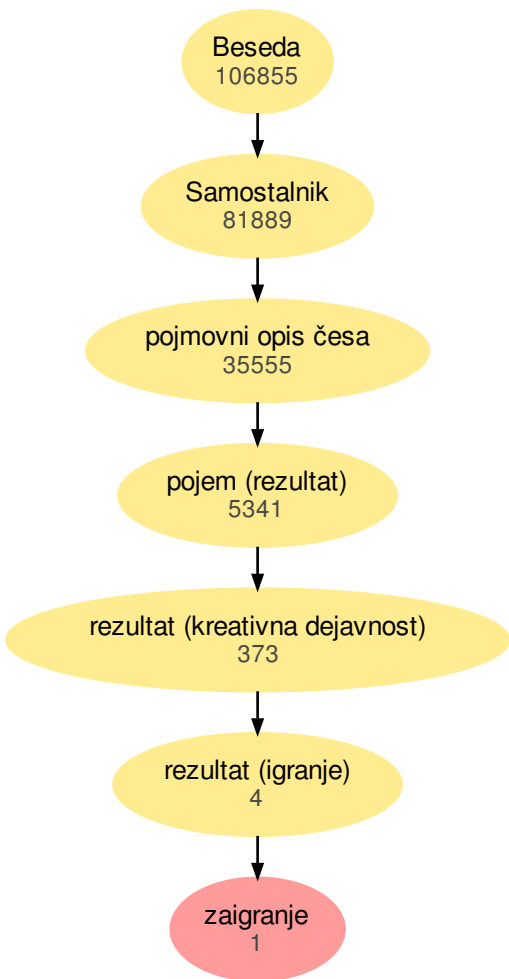 Beseda
106855
Samostalnik
81889
pojmovni opis česa
35555
pojem (rezultat)
5341
rezultat (kreativna dejavnost)
373
rezultat (igranje)
4
zaigranje
1